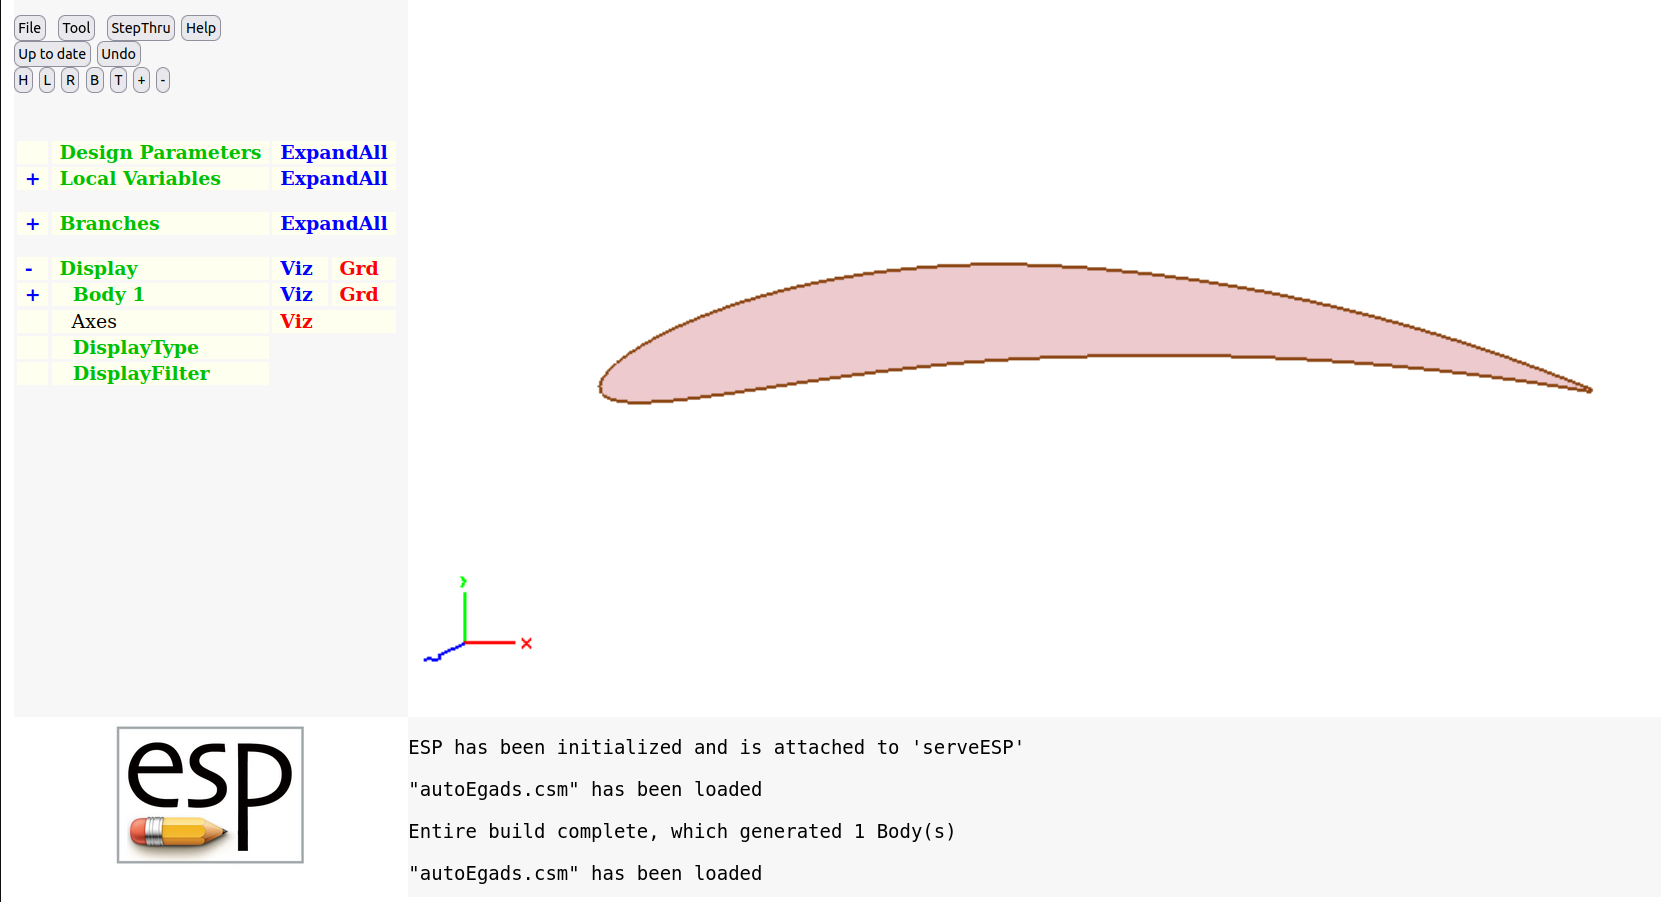 File Tool StepThru Help
Up to date Undo
H L R B T + -
Design Parameters ExpandAll
+ Local Variables ExpandAll
+ Branches ExpandAll
- Display Viz Grd
+ Body 1 Viz Grd
Axes Viz
DisplayType
DisplayFilter
y
x
esp
ESP has been initialized and is attached to 'serveESP'
"autoEgads.csm" has been loaded
Entire build complete, which generated 1 Body(s)
"autoEgads.csm" has been loaded